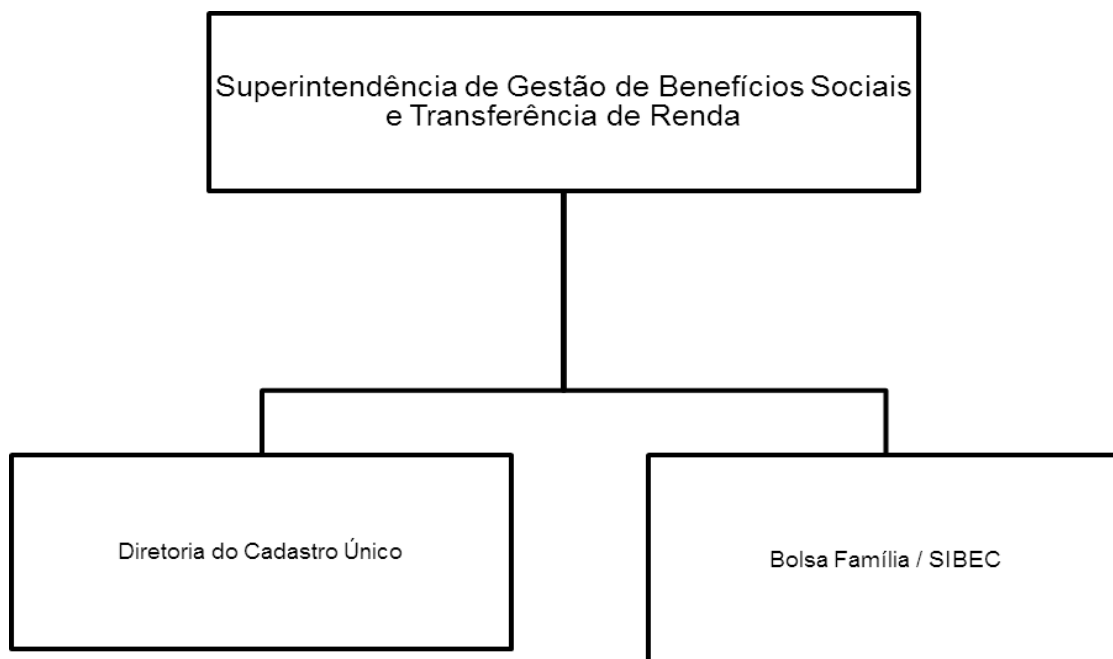 Superintendência de Gestão de Benefícios Sociais
e Transferência de Renda
Diretoria do Cadastro Único
Bolsa Família / SIBEC